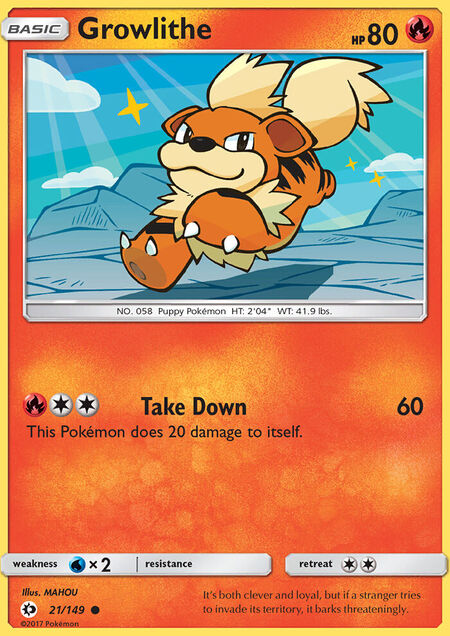 BASIC Growlithe HP 80
NO. 058 Puppy Pokémon HT: 2'04" WT: 41.9 lbs.
Take Down 60
This Pokémon does 20 damage to itself.
weakness ×2 resistance retreat
Illus. MAHOU
21/149
©2017 Pokémon
It's both clever and loyal, but if a stranger tries
to invade its territory, it barks threateningly.